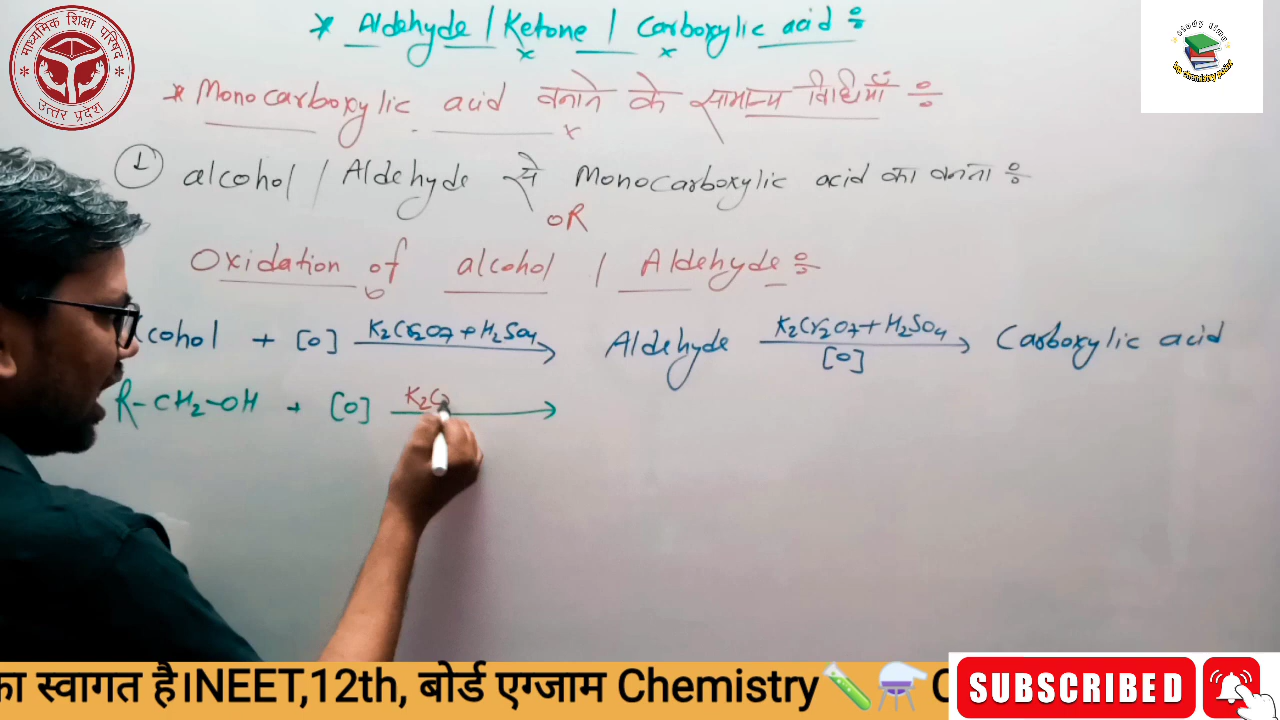 * Aldehyde / Ketone / Carboxylic acid :
* Monocarboxylic acid बनाने के सामान्य विधियाँ :
1 alcohol / Aldehyde से Monocarboxylic acid का बनना :
OR
Oxidation of alcohol / Aldehyde :
cohol + [O] K2Cr2O7 + H2SO4 → Aldehyde K2Cr2O7 + H2SO4 [O] → Carboxylic acid
R-CH2-OH + [O] K2C →
माध्यमिक शिक्षा परिषद
उत्तर प्रदेश
का स्वागत है।NEET,12th, बोर्ड एग्जाम Chemistry🧪⚗️C
SUBSCRIBED